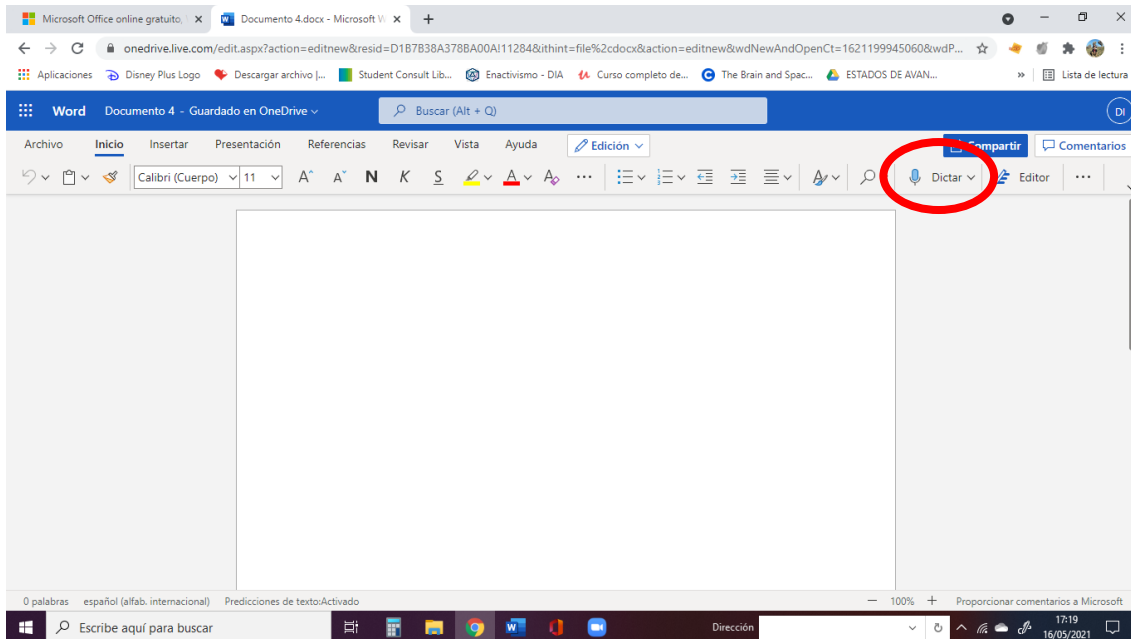 Microsoft Office online gratuito, Documento 4.docx - Microsoft W
onedrive.live.com/edit.aspx?action=editnew&resid=D1B7B38A378BA00A!11284&ithint=file%2cdocx&action=editnew&wdNewAndOpenCt=1621199945060&wdP...
Aplicaciones Disney Plus Logo Descargar archivo |... Student Consult Lib... Enactivismo - DIA Curso completo de... The Brain and Spac... ESTADOS DE AVAN... » Lista de lectura
Word Documento 4 - Guardado en OneDrive Buscar (Alt + Q) DI
Archivo Inicio Insertar Presentación Referencias Revisar Vista Ayuda Edición Compartir Comentarios
Calibri (Cuerpo) 11 A A N K S A A Dictar Editor ...
0 palabras español (alfab. internacional) Predicciones de texto:Activado 100% Proporcionar comentarios a Microsoft
Escribe aquí para buscar Dirección 17:19
16/05/2021